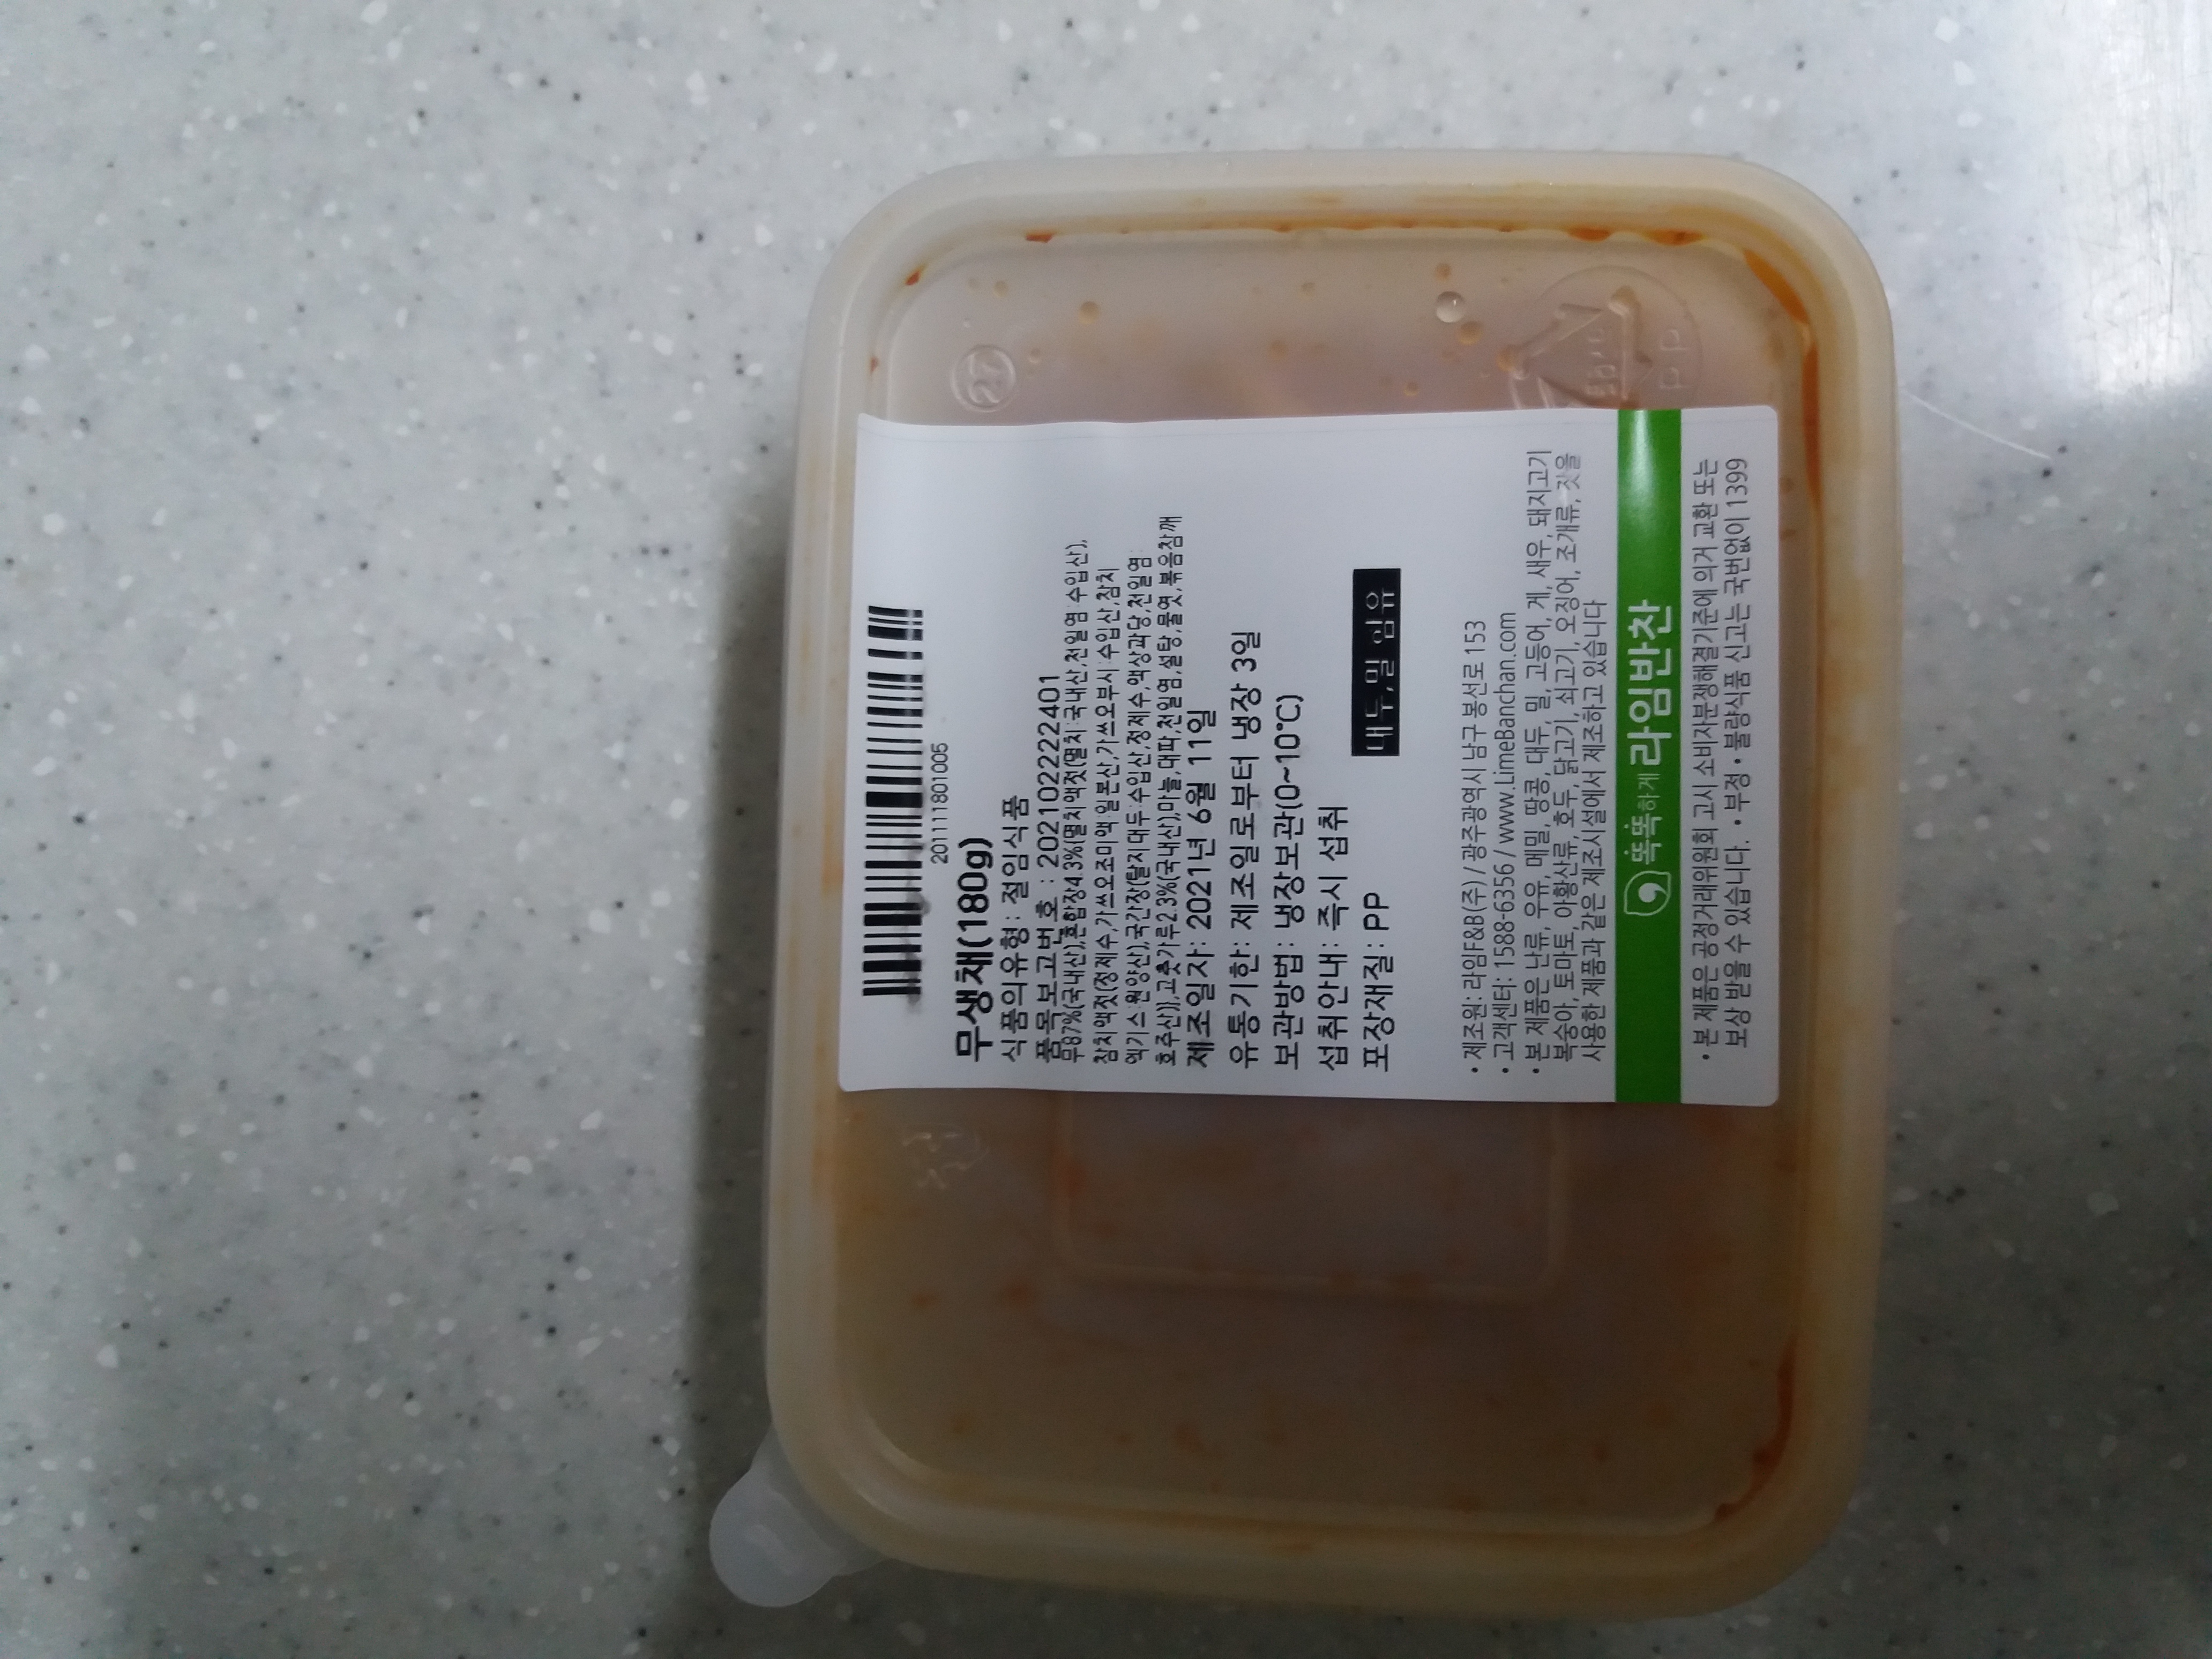 201111801005
무생채(180g)
식품의유형: 절임식품
품목보고번호 : 2021022222401
무87%(국내산),혼합장4.3%(멸치액젓(멸치:국내산,천일염:수입산),
참치액젓(정제수,가쓰오조미액:일본산,가쓰오부시:수입산,참치
엑기스:원양산),국간장(탈지대두:수입산,정제수,액상과당,천일염:
호주산)),고춧가루2.3%(국내산),마늘,대파,천일염,설탕,물엿,볶음참깨
제조일자: 2021년 6월 11일
유통기한: 제조일로부터 냉장 3일
보관방법: 냉장보관(0~10℃)
섭취안내: 즉시 섭취
포장재질: PP
대두,밀 함유
• 제조원: 라임F&B(주) / 광주광역시 남구 봉선로 153
• 고객센터: 1588-6356 / www.LimeBanchan.com
• 본 제품은 난류, 우유, 메밀, 땅콩, 대두, 밀, 고등어, 게, 새우, 돼지고기
복숭아, 토마토, 아황산류, 호두, 닭고기, 쇠고기, 오징어, 조개류, 잣을
사용한 제품과 같은 제조시설에서 제조하고 있습니다
똑똑하게 라임반찬
• 본 제품은 공정거래위원회 고시 소비자분쟁해결기준에 의거 교환 또는
보상 받을 수 있습니다. • 부정 • 불량식품 신고는 국번없이 1399
PP